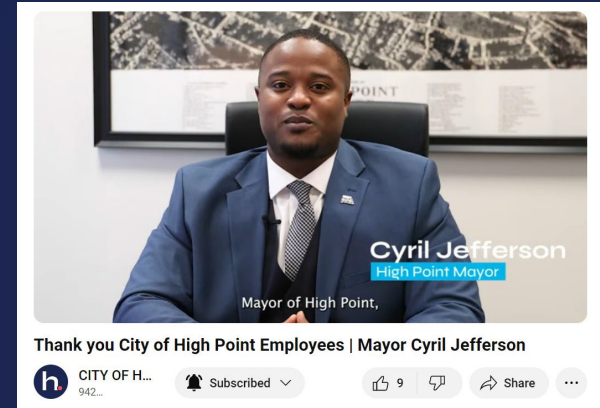 POINT
Cyril Jefferson
High Point Mayor
Mayor of High Point,
Thank you City of High Point Employees | Mayor Cyril Jefferson
h.
CITY OF H...
942...
Subscribed
9
Share